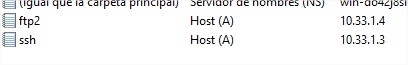 (igual que la carpeta principal) Servidor de nombres (NS)
ftp2 Host (A) 10.33.1.4
ssh Host (A) 10.33.1.3